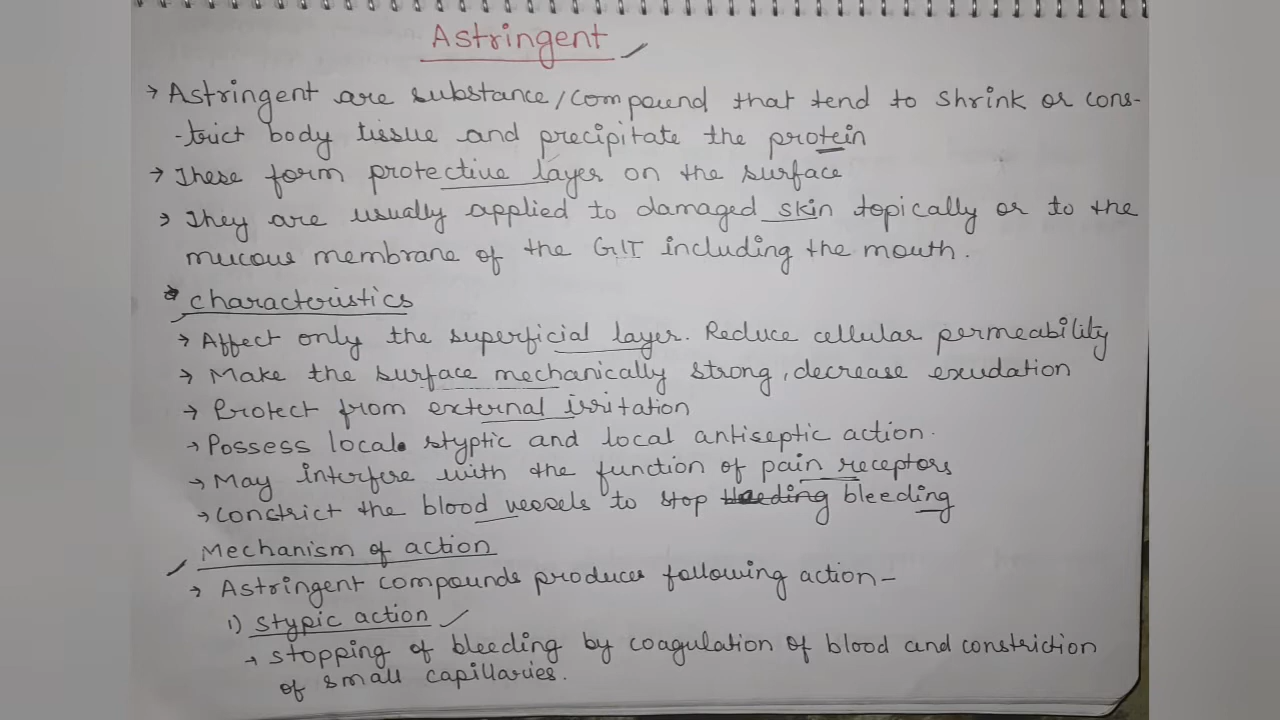 Astringent
→ Astringent are substance/compound that tend to shrink or cons-
-trict body tissue and precipitate the protein
→ These form protective layer on the surface
→ They are usually applied to damaged skin topically or to the
mucous membrane of the GIT including the mouth.
* characteristics
→ Affect only the superficial layer. Reduce cellular permeability
→ Make the surface mechanically strong, decrease exudation
→ Protect from external irritation
→ Possess local styptic and local antiseptic action.
→ May interfere with the function of pain receptors
→ Constrict the blood vessels to stop bleeding
Mechanism of action
→ Astringent compounds produces following action -
1) stypic action
→ stopping of bleeding by coagulation of blood and constriction
of small capillaries.